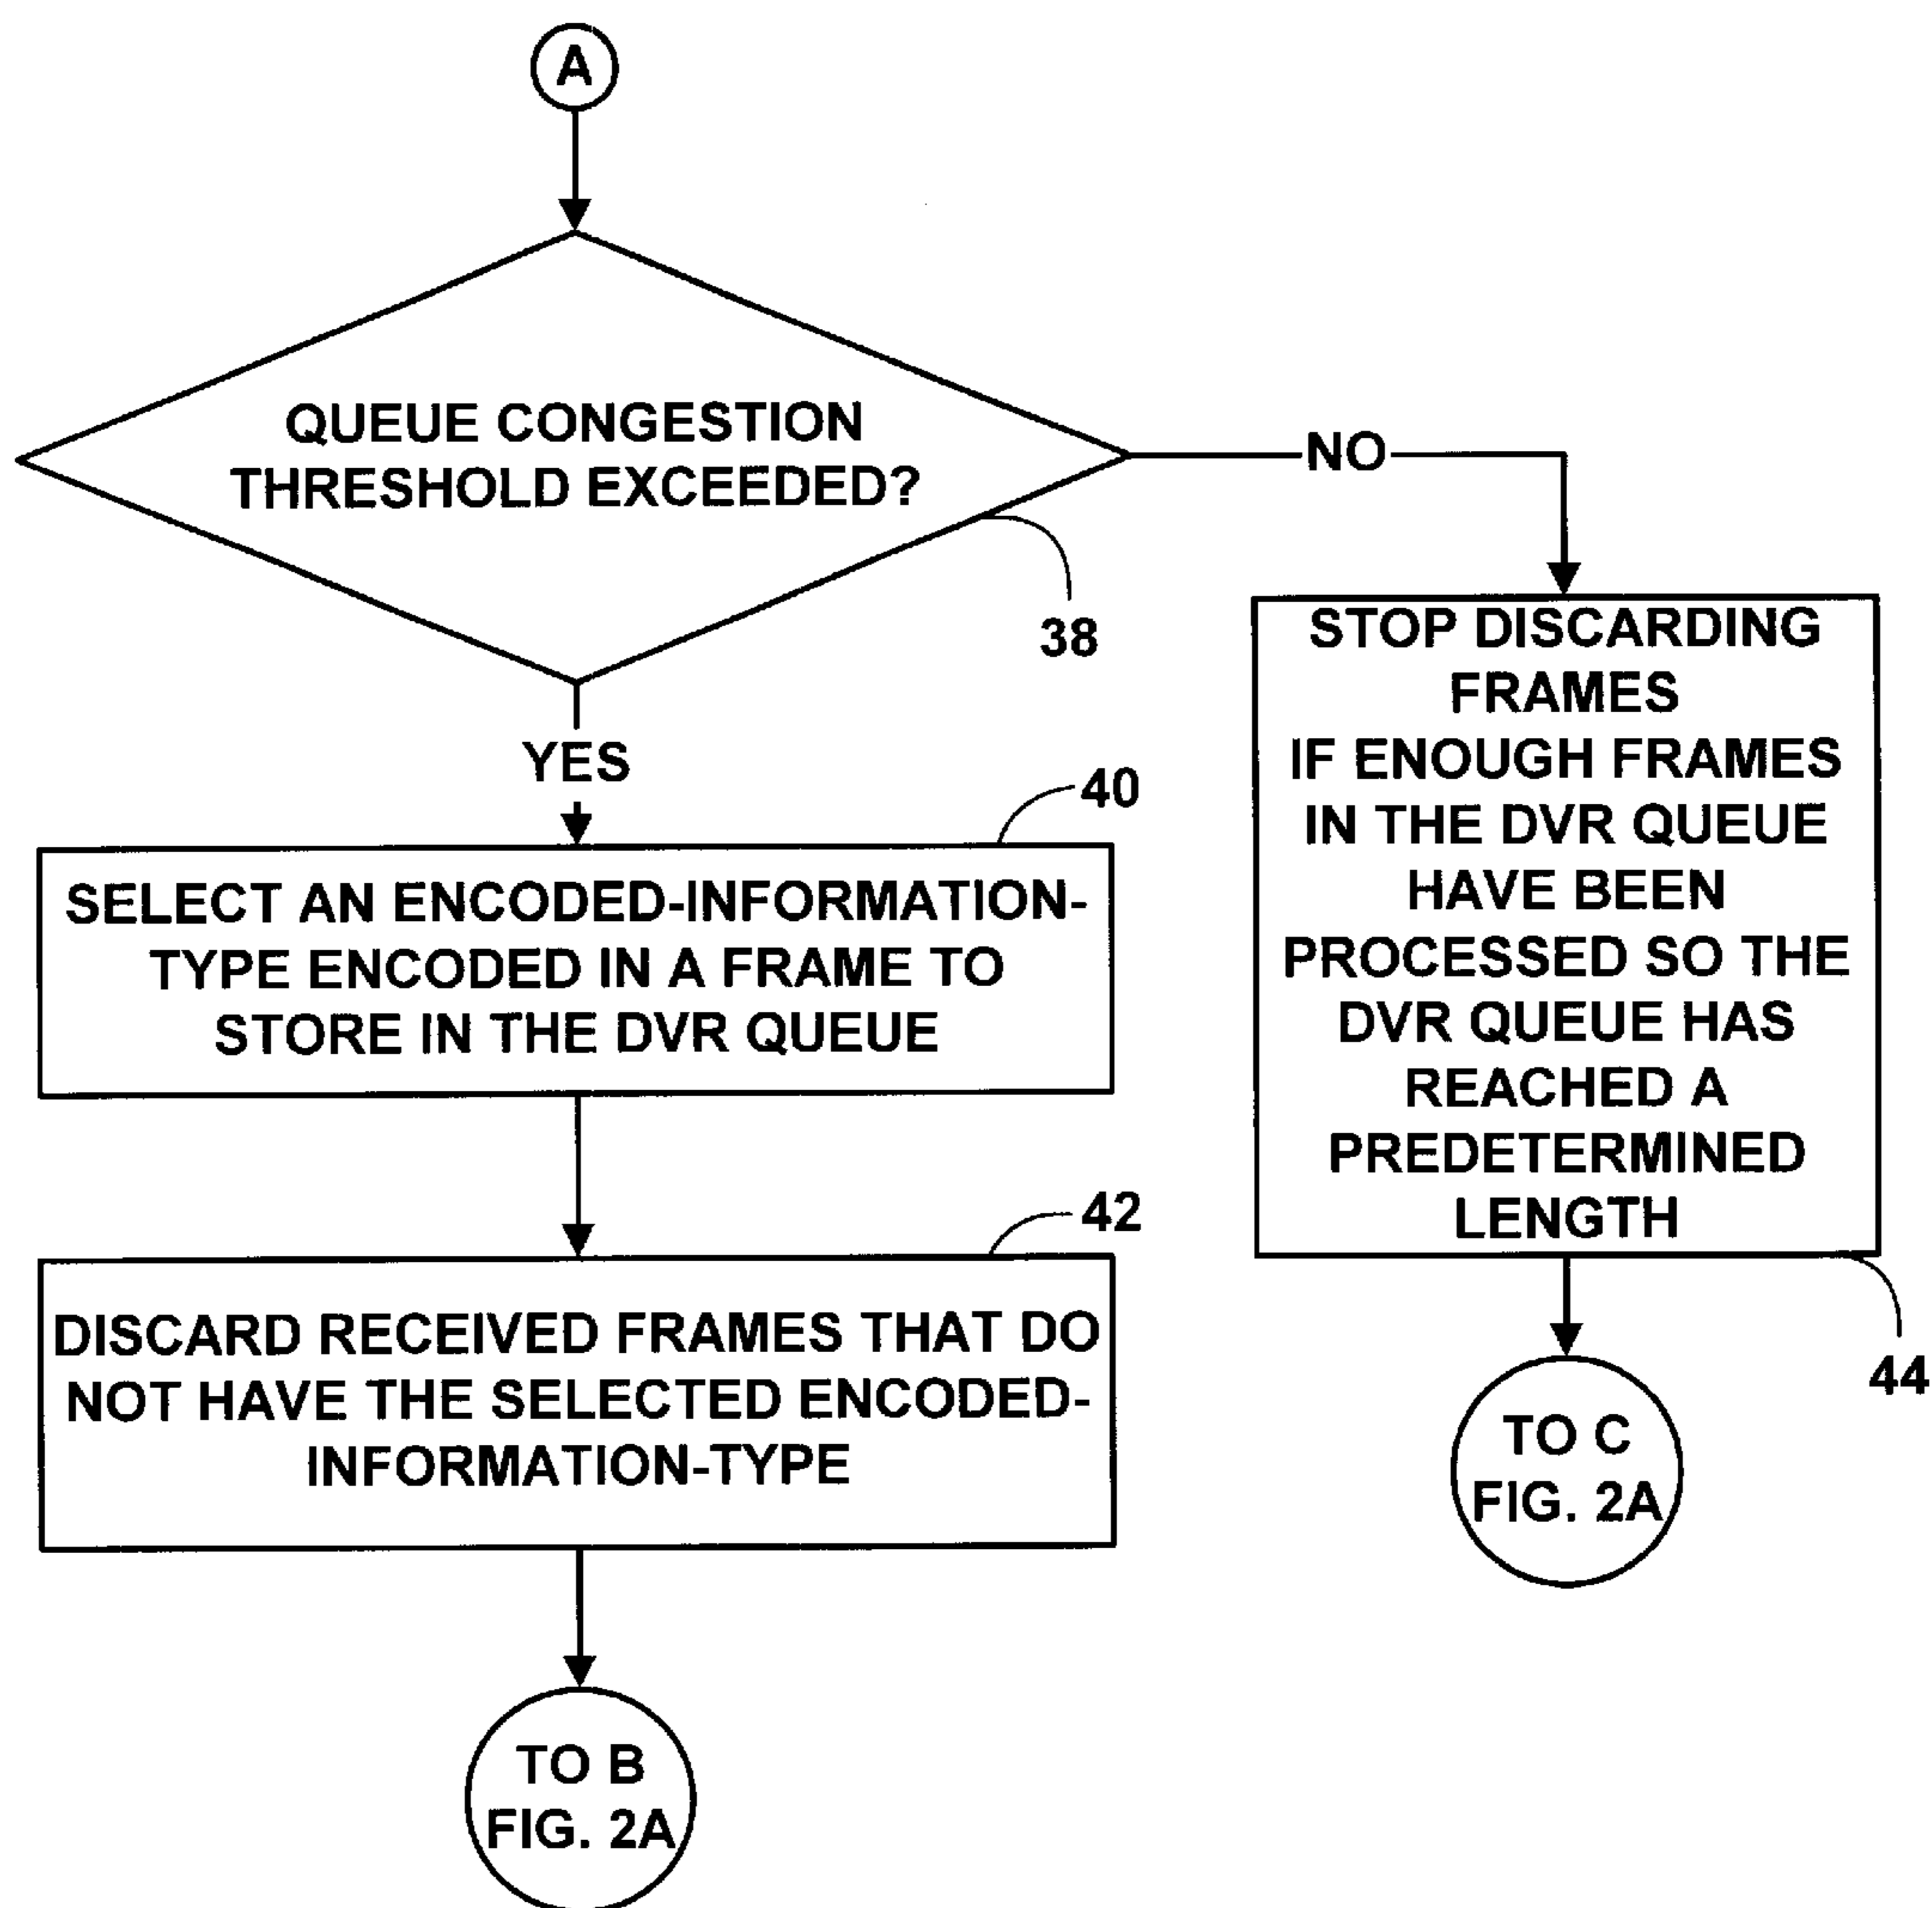 A
QUEUE CONGESTION
THRESHOLD EXCEEDED?
NO
38
YES
40
SELECT AN ENCODED-INFORMATION-
TYPE ENCODED IN A FRAME TO
STORE IN THE DVR QUEUE
42
DISCARD RECEIVED FRAMES THAT DO
NOT HAVE THE SELECTED ENCODED-
INFORMATION-TYPE
TO B
FIG. 2A
STOP DISCARDING
FRAMES
IF ENOUGH FRAMES
IN THE DVR QUEUE
HAVE BEEN
PROCESSED SO THE
DVR QUEUE HAS
REACHED A
PREDETERMINED
LENGTH
44
TO C
FIG. 2A